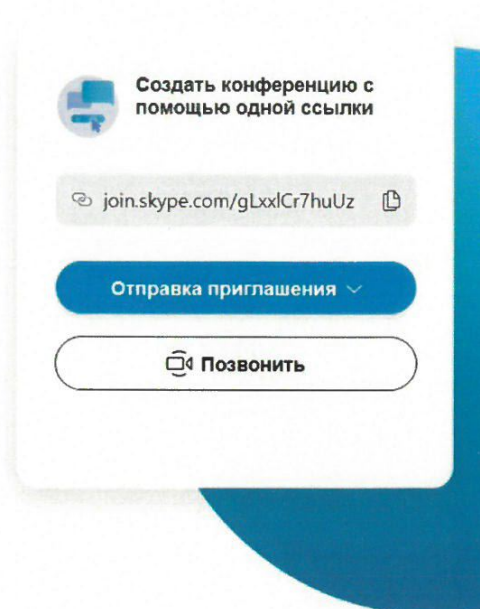 Создать конференцию с
помощью одной ссылки
join.skype.com/gLxxlCr7huUz
Отправка приглашения
Позвонить